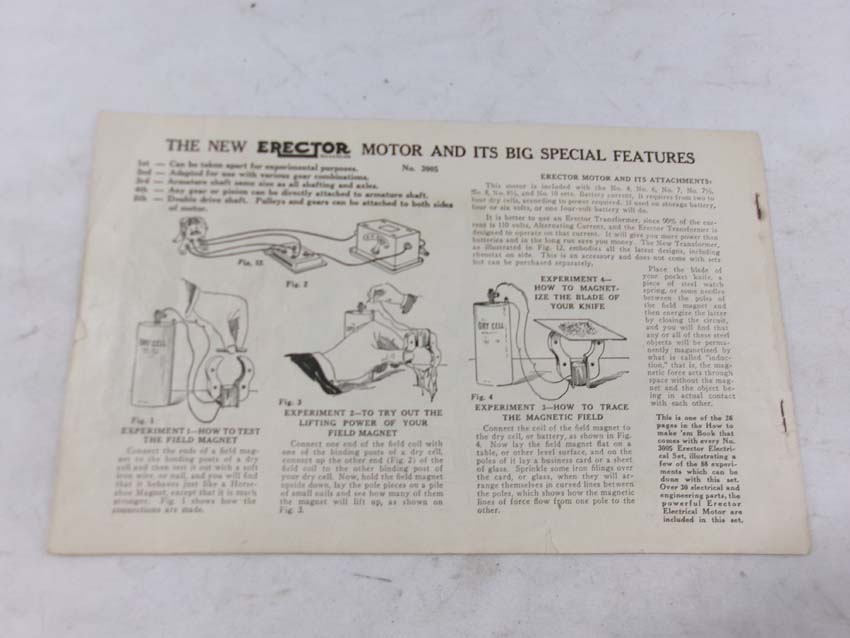 THE NEW ERECTOR MOTOR AND ITS BIG SPECIAL FEATURES
1st — Can be taken apart for experimental purposes. No. 3905
2nd — Adapted for use with various gear combinations.
3rd — Armature shaft same size as all shafting and axles.
4th — Any gear or pinion can be directly attached to armature shaft.
5th — Double drive shaft. Pulleys and gears can be attached to both sides
of motor.
Fig. 12
Fig. 2
DRY CELL
Fig. 1
EXPERIMENT 1—HOW TO TEST
THE FIELD MAGNET
Connect the ends of a field mag-
net to the binding posts of a dry
cell and then test it out with a soft
iron wire, or nail, and you will find
that it behaves just like a Horse-
shoe Magnet, except that it is much
stronger. Fig. 1 shows how the
connections are made.
Fig. 3
EXPERIMENT 2—TO TRY OUT THE
LIFTING POWER OF YOUR
FIELD MAGNET
Connect one end of the field coil with
one of the binding posts of a dry cell,
connect up the other end (Fig. 2) of the
field coil to the other binding post of
your dry cell. Now, hold the field magnet
upside down, lay the pole pieces on a pile
of small nails and see how many of them
the magnet will lift up, as shown on
Fig. 3.
ERECTOR MOTOR AND ITS ATTACHMENTS:
This motor is included with the No. 4, No. 6, No. 7, No. 7½,
No. 8, No. 8½, and No. 10 sets. Battery current, it requires from two to
four dry cells, according to power required. If used on storage battery,
four or six volts, or one four-volt battery will do.
It is better to use an Erector Transformer, since 90% of the cur-
rent is 110 volts, Alternating Current, and the Erector Transformer is
designed to operate on that current. It will give you more power than
batteries and in the long run save you money. The New Transformer,
as illustrated in Fig. 12, embodies all the latest designs, including
rheostat on side. This is an accessory and does not come with sets
but can be purchased separately.
EXPERIMENT 4—
HOW TO MAGNET-
IZE THE BLADE OF
YOUR KNIFE
Place the blade of
your pocket knife, a
piece of steel watch
spring, or some needles
between the poles of
the field magnet and
then energize the latter
by closing the circuit,
and you will find that
any or all of these steel
objects will be perma-
nently magnetized by
what is called "induc-
tion," that is, the mag-
netic force acts through
space without the mag-
net and the object be-
ing in actual contact
with each other.
DRY CELL
Fig. 4
EXPERIMENT 3—HOW TO TRACE
THE MAGNETIC FIELD
Connect the coil of the field magnet to
the dry cell, or battery, as shown in Fig.
4. Now lay the field magnet flat on a
table, or other level surface, and on the
poles of it lay a business card or a sheet
of glass. Sprinkle some iron filings over
the card, or glass, when they will ar-
range themselves in curved lines between
the poles, which shows how the magnetic
lines of force flow from one pole to the
other.
This is one of the 26
pages in the How to
make 'em Book that
comes with every No.
3005 Erector Electri-
cal Set, illustrating a
few of the 88 experi-
ments which can be
done with this set.
Over 30 electrical and
engineering parts, the
powerful Erector
Electrical Motor are
included in this set.